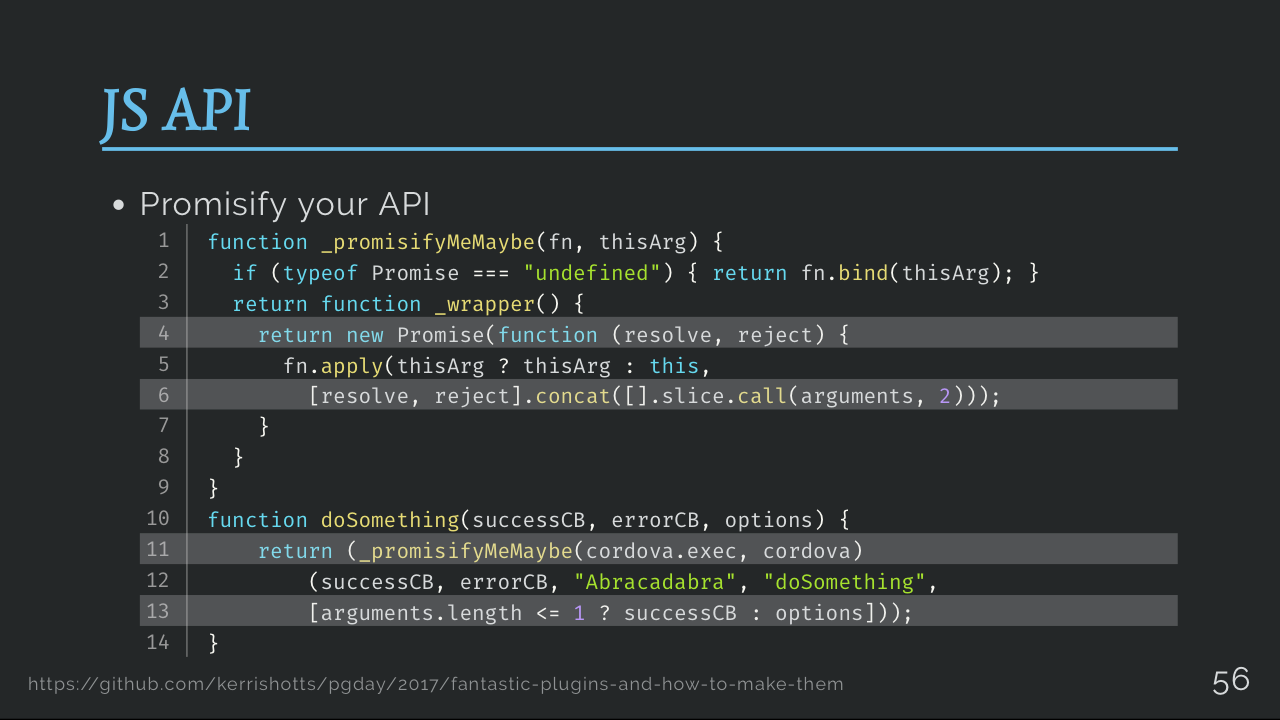 JS API
• Promisify your API
1 function _promisifyMeMaybe(fn, thisArg) {
2   if (typeof Promise === "undefined") { return fn.bind(thisArg); }
3   return function _wrapper() {
4     return new Promise(function (resolve, reject) {
5       fn.apply(thisArg ? thisArg : this,
6         [resolve, reject].concat([].slice.call(arguments, 2)));
7     }
8   }
9 }
10 function doSomething(successCB, errorCB, options) {
11     return (_promisifyMeMaybe(cordova.exec, cordova)
12         (successCB, errorCB, "Abracadabra", "doSomething",
13         [arguments.length <= 1 ? successCB : options]));
14 }
https://github.com/kerrishotts/pgday/2017/fantastic-plugins-and-how-to-make-them
56